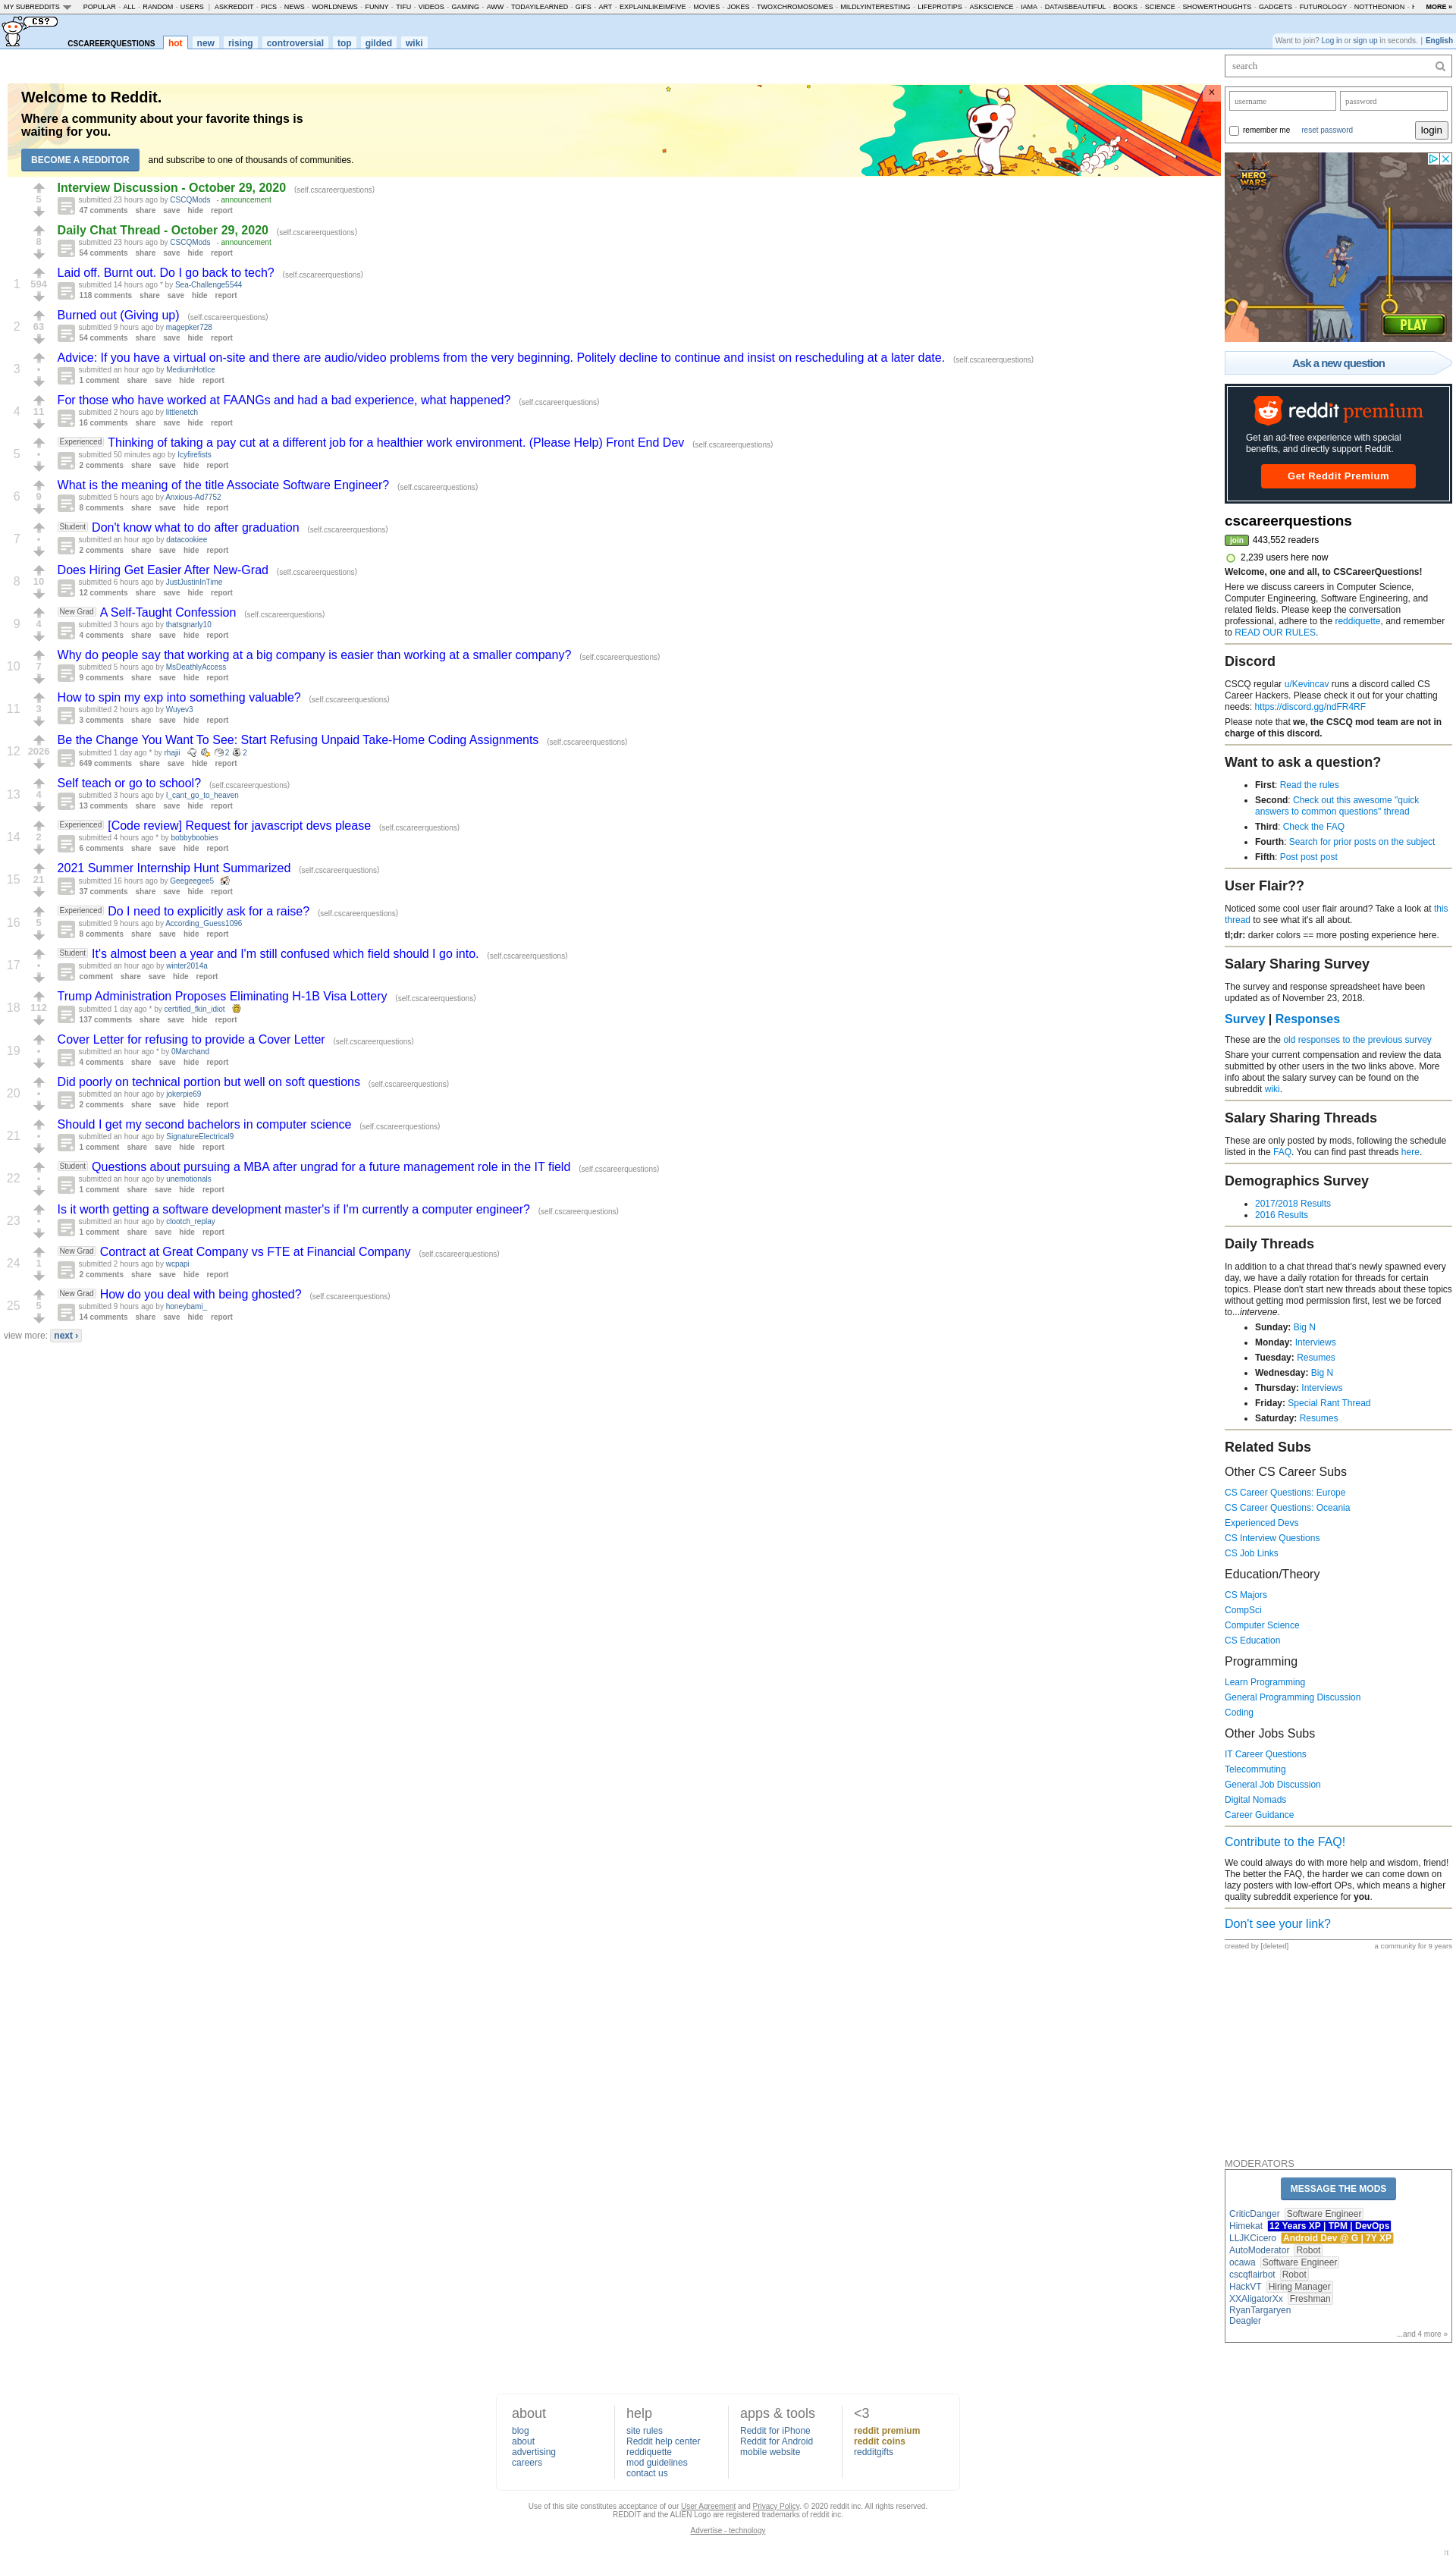 MY SUBREDDITS POPULAR - ALL - RANDOM - USERS | ASKREDDIT - PICS - NEWS - WORLDNEWS - FUNNY - TIFU - VIDEOS - GAMING - AWW - TODAYILEARNED - GIFS - ART - EXPLAINLIKEIMFIVE - MOVIES - JOKES - TWOXCHROMOSOMES - MILDLYINTERESTING - LIFEPROTIPS - ASKSCIENCE - IAMA - DATAISBEAUTIFUL - BOOKS - SCIENCE - SHOWERTHOUGHTS - GADGETS - FUTUROLOGY - NOTTHEONION - MORE »
CS?
CSCAREERQUESTIONS hot new rising controversial top gilded wiki
Want to join? Log in or sign up in seconds. | English
Welcome to Reddit.
Where a community about your favorite things is
waiting for you.
BECOME A REDDITOR and subscribe to one of thousands of communities.
×
Interview Discussion - October 29, 2020 (self.cscareerquestions)
5 submitted 23 hours ago by CSCQMods - announcement
47 comments share save hide report
Daily Chat Thread - October 29, 2020 (self.cscareerquestions)
8 submitted 23 hours ago by CSCQMods - announcement
54 comments share save hide report
Laid off. Burnt out. Do I go back to tech? (self.cscareerquestions)
1 594 submitted 14 hours ago * by Sea-Challenge5544
118 comments share save hide report
Burned out (Giving up) (self.cscareerquestions)
2 63 submitted 9 hours ago by magepker728
54 comments share save hide report
Advice: If you have a virtual on-site and there are audio/video problems from the very beginning. Politely decline to continue and insist on rescheduling at a later date. (self.cscareerquestions)
3 • submitted an hour ago by MediumHotIce
1 comment share save hide report
For those who have worked at FAANGs and had a bad experience, what happened? (self.cscareerquestions)
4 11 submitted 2 hours ago by littlenetch
16 comments share save hide report
Experienced Thinking of taking a pay cut at a different job for a healthier work environment. (Please Help) Front End Dev (self.cscareerquestions)
5 • submitted 50 minutes ago by Icyfirefists
2 comments share save hide report
What is the meaning of the title Associate Software Engineer? (self.cscareerquestions)
6 9 submitted 5 hours ago by Anxious-Ad7752
8 comments share save hide report
Student Don't know what to do after graduation (self.cscareerquestions)
7 • submitted an hour ago by datacookiee
2 comments share save hide report
Does Hiring Get Easier After New-Grad (self.cscareerquestions)
8 10 submitted 6 hours ago by JustJustinInTime
12 comments share save hide report
New Grad A Self-Taught Confession (self.cscareerquestions)
9 4 submitted 3 hours ago by thatsgnarly10
4 comments share save hide report
Why do people say that working at a big company is easier than working at a smaller company? (self.cscareerquestions)
10 7 submitted 5 hours ago by MsDeathlyAccess
9 comments share save hide report
How to spin my exp into something valuable? (self.cscareerquestions)
11 3 submitted 2 hours ago by Wuyev3
3 comments share save hide report
Be the Change You Want To See: Start Refusing Unpaid Take-Home Coding Assignments (self.cscareerquestions)
12 2026 submitted 1 day ago * by rhajii 2 2
649 comments share save hide report
Self teach or go to school? (self.cscareerquestions)
13 4 submitted 3 hours ago by I_cant_go_to_heaven
13 comments share save hide report
Experienced [Code review] Request for javascript devs please (self.cscareerquestions)
14 2 submitted 4 hours ago * by bobbyboobies
6 comments share save hide report
2021 Summer Internship Hunt Summarized (self.cscareerquestions)
15 21 submitted 16 hours ago by Geegeegee5
37 comments share save hide report
Experienced Do I need to explicitly ask for a raise? (self.cscareerquestions)
16 5 submitted 9 hours ago by According_Guess1096
8 comments share save hide report
Student It's almost been a year and I'm still confused which field should I go into. (self.cscareerquestions)
17 • submitted an hour ago by winter2014a
comment share save hide report
Trump Administration Proposes Eliminating H-1B Visa Lottery (self.cscareerquestions)
18 112 submitted 1 day ago * by certified_fkin_idiot
137 comments share save hide report
Cover Letter for refusing to provide a Cover Letter (self.cscareerquestions)
19 • submitted an hour ago * by 0Marchand
4 comments share save hide report
Did poorly on technical portion but well on soft questions (self.cscareerquestions)
20 • submitted an hour ago by jokerpie69
2 comments share save hide report
Should I get my second bachelors in computer science (self.cscareerquestions)
21 • submitted an hour ago by SignatureElectrical9
1 comment share save hide report
Student Questions about pursuing a MBA after ungrad for a future management role in the IT field (self.cscareerquestions)
22 • submitted an hour ago by unemotionals
1 comment share save hide report
Is it worth getting a software development master's if I'm currently a computer engineer? (self.cscareerquestions)
23 • submitted an hour ago by clootch_replay
1 comment share save hide report
New Grad Contract at Great Company vs FTE at Financial Company (self.cscareerquestions)
24 1 submitted 2 hours ago by wcpapi
2 comments share save hide report
New Grad How do you deal with being ghosted? (self.cscareerquestions)
25 5 submitted 9 hours ago by honeybami_
14 comments share save hide report
view more: next ›
search
username password
remember me reset password login
HERO WARS
PLAY
Ask a new question
reddit premium
Get an ad-free experience with special
benefits, and directly support Reddit.
Get Reddit Premium
cscareerquestions
join 443,552 readers
2,239 users here now
Welcome, one and all, to CSCareerQuestions!
Here we discuss careers in Computer Science,
Computer Engineering, Software Engineering, and
related fields. Please keep the conversation
professional, adhere to the reddiquette, and remember
to READ OUR RULES.
Discord
CSCQ regular u/Kevincav runs a discord called CS
Career Hackers. Please check it out for your chatting
needs: https://discord.gg/ndFR4RF
Please note that we, the CSCQ mod team are not in
charge of this discord.
Want to ask a question?
• First: Read the rules
• Second: Check out this awesome "quick
answers to common questions" thread
• Third: Check the FAQ
• Fourth: Search for prior posts on the subject
• Fifth: Post post post
User Flair??
Noticed some cool user flair around? Take a look at this
thread to see what it's all about.
tl;dr: darker colors == more posting experience here.
Salary Sharing Survey
The survey and response spreadsheet have been
updated as of November 23, 2018.
Survey | Responses
These are the old responses to the previous survey
Share your current compensation and review the data
submitted by other users in the two links above. More
info about the salary survey can be found on the
subreddit wiki.
Salary Sharing Threads
These are only posted by mods, following the schedule
listed in the FAQ. You can find past threads here.
Demographics Survey
• 2017/2018 Results
• 2016 Results
Daily Threads
In addition to a chat thread that's newly spawned every
day, we have a daily rotation for threads for certain
topics. Please don't start new threads about these topics
without getting mod permission first, lest we be forced
to...intervene.
• Sunday: Big N
• Monday: Interviews
• Tuesday: Resumes
• Wednesday: Big N
• Thursday: Interviews
• Friday: Special Rant Thread
• Saturday: Resumes
Related Subs
Other CS Career Subs
CS Career Questions: Europe
CS Career Questions: Oceania
Experienced Devs
CS Interview Questions
CS Job Links
Education/Theory
CS Majors
CompSci
Computer Science
CS Education
Programming
Learn Programming
General Programming Discussion
Coding
Other Jobs Subs
IT Career Questions
Telecommuting
General Job Discussion
Digital Nomads
Career Guidance
Contribute to the FAQ!
We could always do with more help and wisdom, friend!
The better the FAQ, the harder we can come down on
lazy posters with low-effort OPs, which means a higher
quality subreddit experience for you.
Don't see your link?
created by [deleted] a community for 9 years
MODERATORS
MESSAGE THE MODS
CriticDanger Software Engineer
Himekat 12 Years XP | TPM | DevOps
LLJKCicero Android Dev @ G | 7Y XP
AutoModerator Robot
ocawa Software Engineer
cscqflairbot Robot
HackVT Hiring Manager
XXAligatorXx Freshman
RyanTargaryen
Deagler
...and 4 more »
about
blog
about
advertising
careers
help
site rules
Reddit help center
reddiquette
mod guidelines
contact us
apps & tools
Reddit for iPhone
Reddit for Android
mobile website
<3
reddit premium
reddit coins
redditgifts
Use of this site constitutes acceptance of our User Agreement and Privacy Policy. © 2020 reddit inc. All rights reserved.
REDDIT and the ALIEN Logo are registered trademarks of reddit inc.
Advertise - technology
π